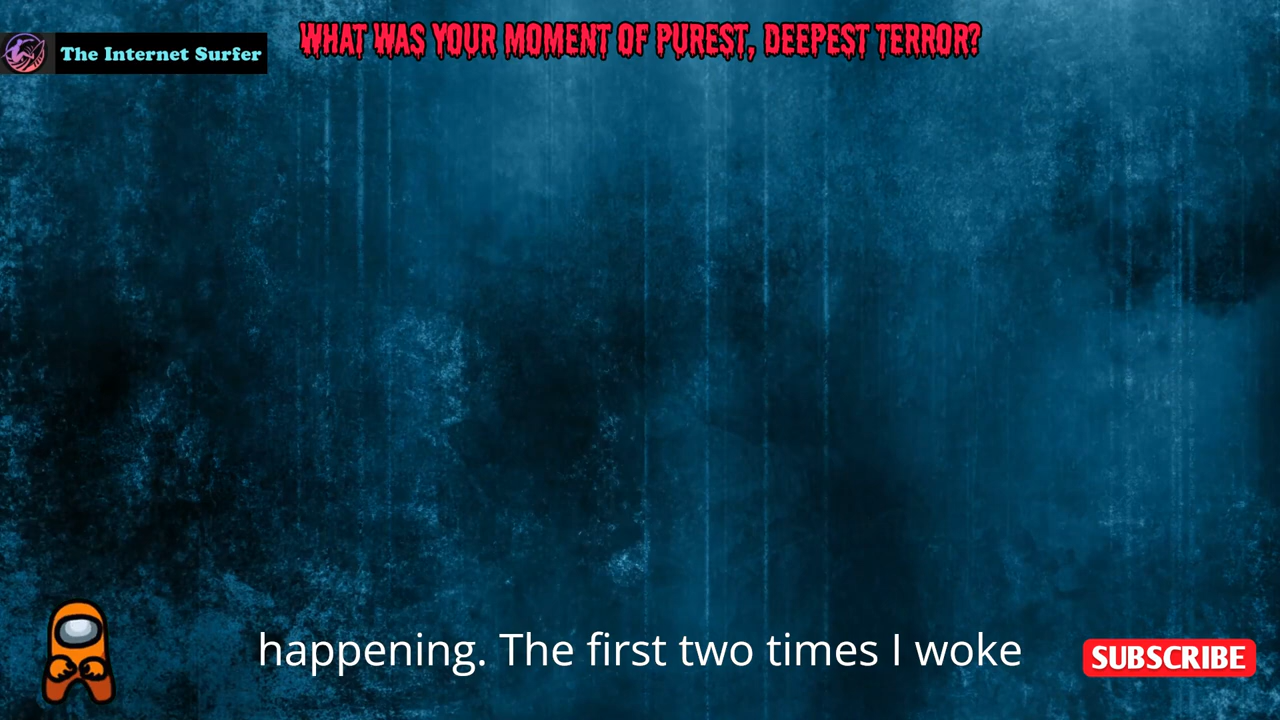 WHAT WAS YOUR MOMENT OF PUREST, DEEPEST TERROR?
The Internet Surfer
happening. The first two times I woke
SUBSCRIBE